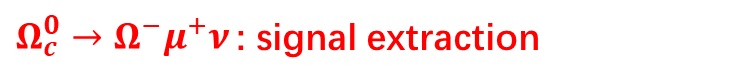 Ω_c^0 → Ω^- μ^+ ν : signal extraction